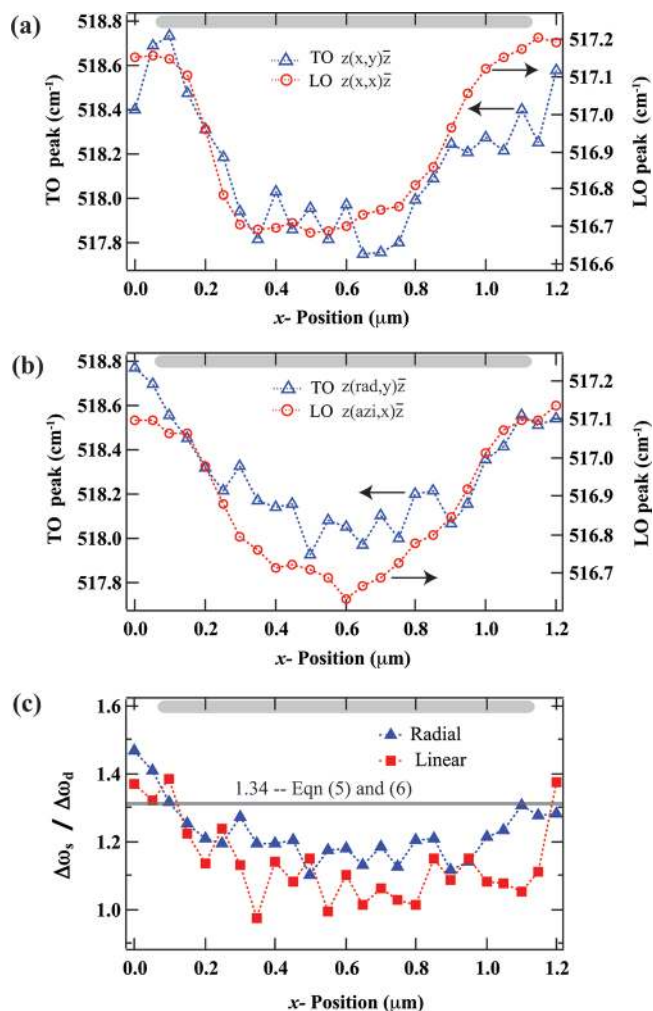 (a)
518.8
518.6
518.4
518.2
518.0
517.8
TO peak (cm⁻¹)
TO z(x,y)z̅
LO z(x,x)z̅
517.2
517.1
517.0
516.9
516.8
516.7
516.6
LO peak (cm⁻¹)
0.0 0.2 0.4 0.6 0.8 1.0 1.2
x- Position (μm)
(b)
518.8
518.6
518.4
518.2
518.0
517.8
TO peak (cm⁻¹)
TO z(rad,y)z̅
LO z(azi,x)z̅
517.2
517.1
517.0
516.9
516.8
516.7
LO peak (cm⁻¹)
0.0 0.2 0.4 0.6 0.8 1.0 1.2
x- Position (μm)
(c)
1.6
1.4
1.2
1.0
Δωs / Δωd
Radial
Linear
1.34 -- Eqn (5) and (6)
0.0 0.2 0.4 0.6 0.8 1.0 1.2
x- Position (μm)